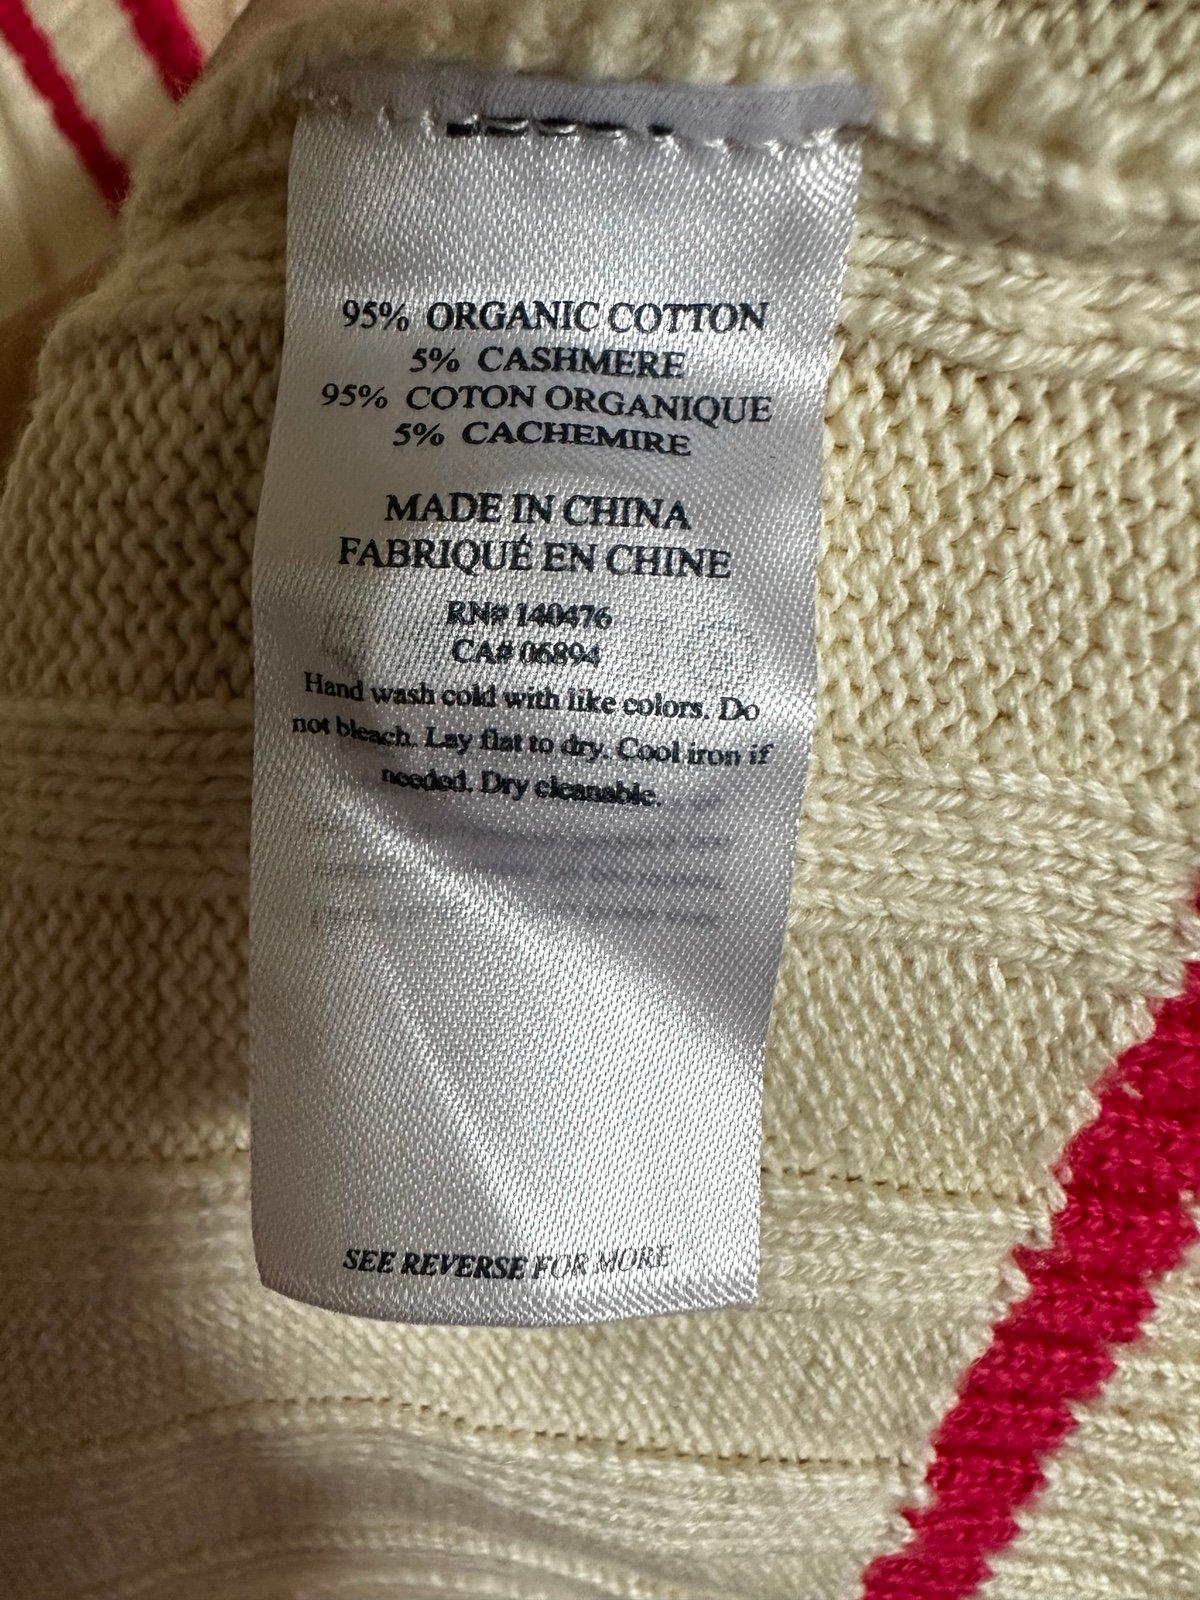 95% ORGANIC COTTON
5% CASHMERE
95% COTON ORGANIQUE
5% CACHEMIRE
MADE IN CHINA
FABRIQUÉ EN CHINE
RN# 140476
CA# 06894
Hand wash cold with like colors. Do
not bleach. Lay flat to dry. Cool iron if
needed. Dry cleanable.
SEE REVERSE FOR MORE